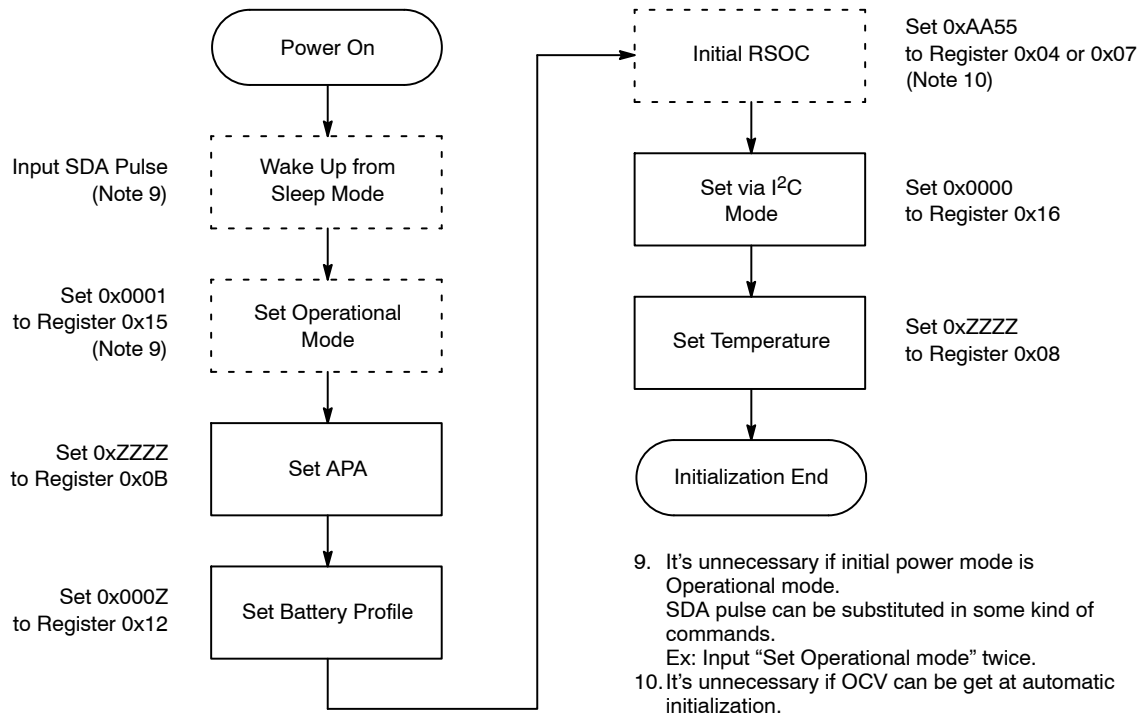 Power On
Input SDA Pulse
(Note 9)
Wake Up from
Sleep Mode
Set 0x0001
to Register 0x15
(Note 9)
Set Operational
Mode
Set 0xZZZZ
to Register 0x0B
Set APA
Set 0x000Z
to Register 0x12
Set Battery Profile
Initial RSOC
Set 0xAA55
to Register 0x04 or 0x07
(Note 10)
Set via I²C
Mode
Set 0x0000
to Register 0x16
Set Temperature
Set 0xZZZZ
to Register 0x08
Initialization End
9. It's unnecessary if initial power mode is
Operational mode.
SDA pulse can be substituted in some kind of
commands.
Ex: Input “Set Operational mode” twice.
10. It's unnecessary if OCV can be get at automatic
initialization.